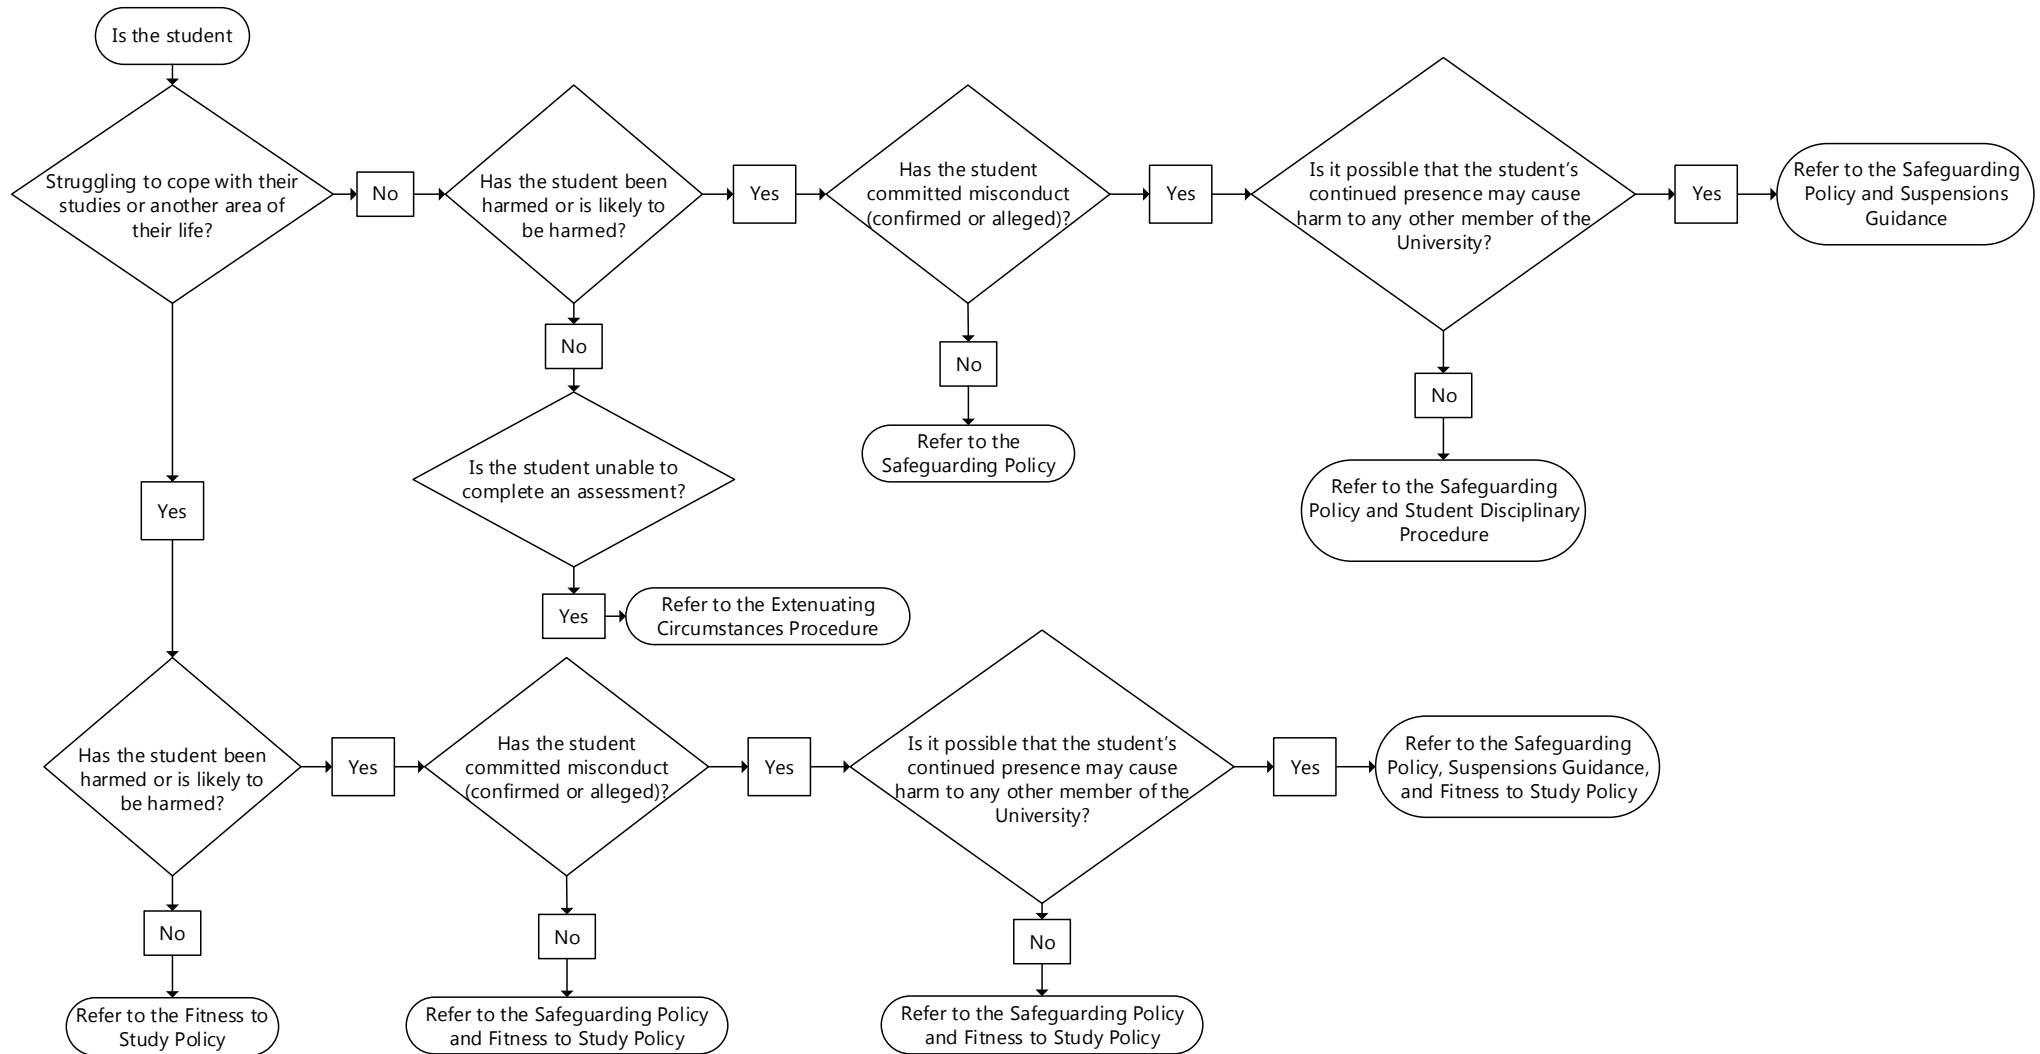 Is the student
Struggling to cope with their
studies or another area of
their life?
No
Has the student been
harmed or is likely to
be harmed?
Yes
Has the student
committed misconduct
(confirmed or alleged)?
Yes
Is it possible that the student’s
continued presence may cause
harm to any other member of the
University?
Yes
Refer to the Safeguarding
Policy and Suspensions
Guidance
No
No
No
Refer to the
Safeguarding Policy
Refer to the Safeguarding
Policy and Student Disciplinary
Procedure
Is the student unable to
complete an assessment?
Yes
Yes
Refer to the Extenuating
Circumstances Procedure
Has the student been
harmed or is likely to
be harmed?
Yes
Has the student
committed misconduct
(confirmed or alleged)?
Yes
Is it possible that the student’s
continued presence may cause
harm to any other member of the
University?
Yes
Refer to the Safeguarding
Policy, Suspensions Guidance,
and Fitness to Study Policy
No
No
No
Refer to the Fitness to
Study Policy
Refer to the Safeguarding Policy
and Fitness to Study Policy
Refer to the Safeguarding Policy
and Fitness to Study Policy